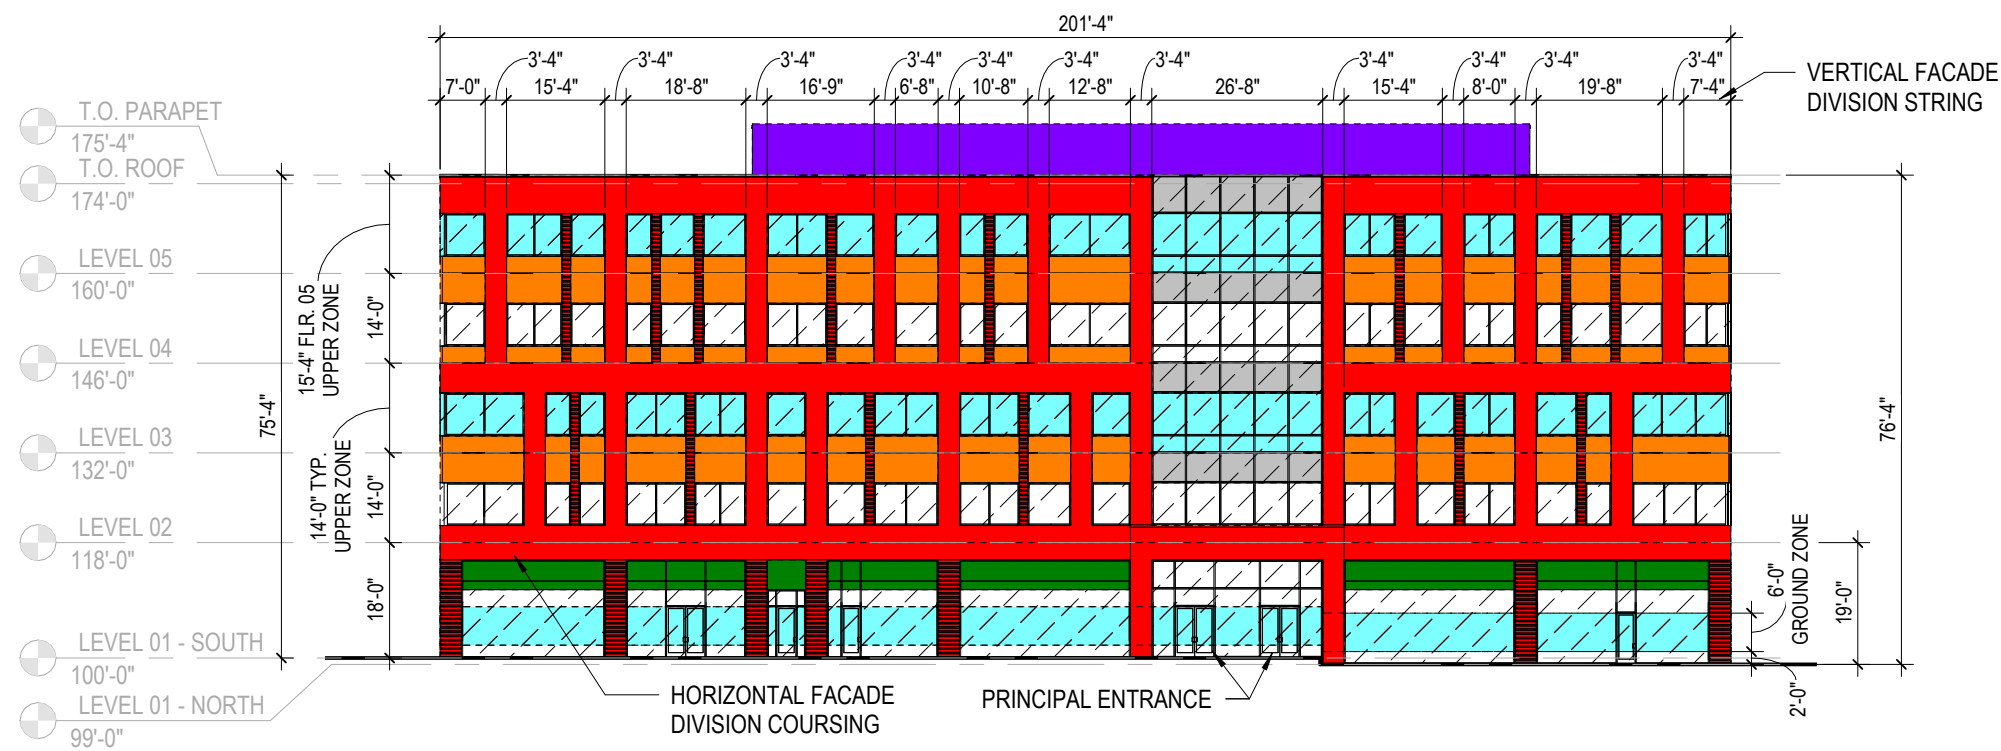 201'-4"
3'-4" 3'-4" 3'-4" 3'-4" 3'-4" 3'-4" 3'-4" 3'-4" 3'-4" 3'-4" 3'-4"
7'-0" 15'-4" 18'-8" 16'-9" 6'-8" 10'-8" 12'-8" 26'-8" 15'-4" 8'-0" 19'-8" 7'-4"
VERTICAL FACADE
DIVISION STRING
T.O. PARAPET
175'-4"
T.O. ROOF
174'-0"
LEVEL 05
160'-0"
LEVEL 04
146'-0"
LEVEL 03
132'-0"
LEVEL 02
118'-0"
LEVEL 01 - SOUTH
100'-0"
LEVEL 01 - NORTH
99'-0"
75'-4"
15'-4" FLR. 05
UPPER ZONE
14'-0"
14'-0" TYP.
UPPER ZONE
14'-0"
18'-0"
76'-4"
6'-0"
GROUND ZONE
19'-0"
2'-0"
HORIZONTAL FACADE
DIVISION COURSING
PRINCIPAL ENTRANCE